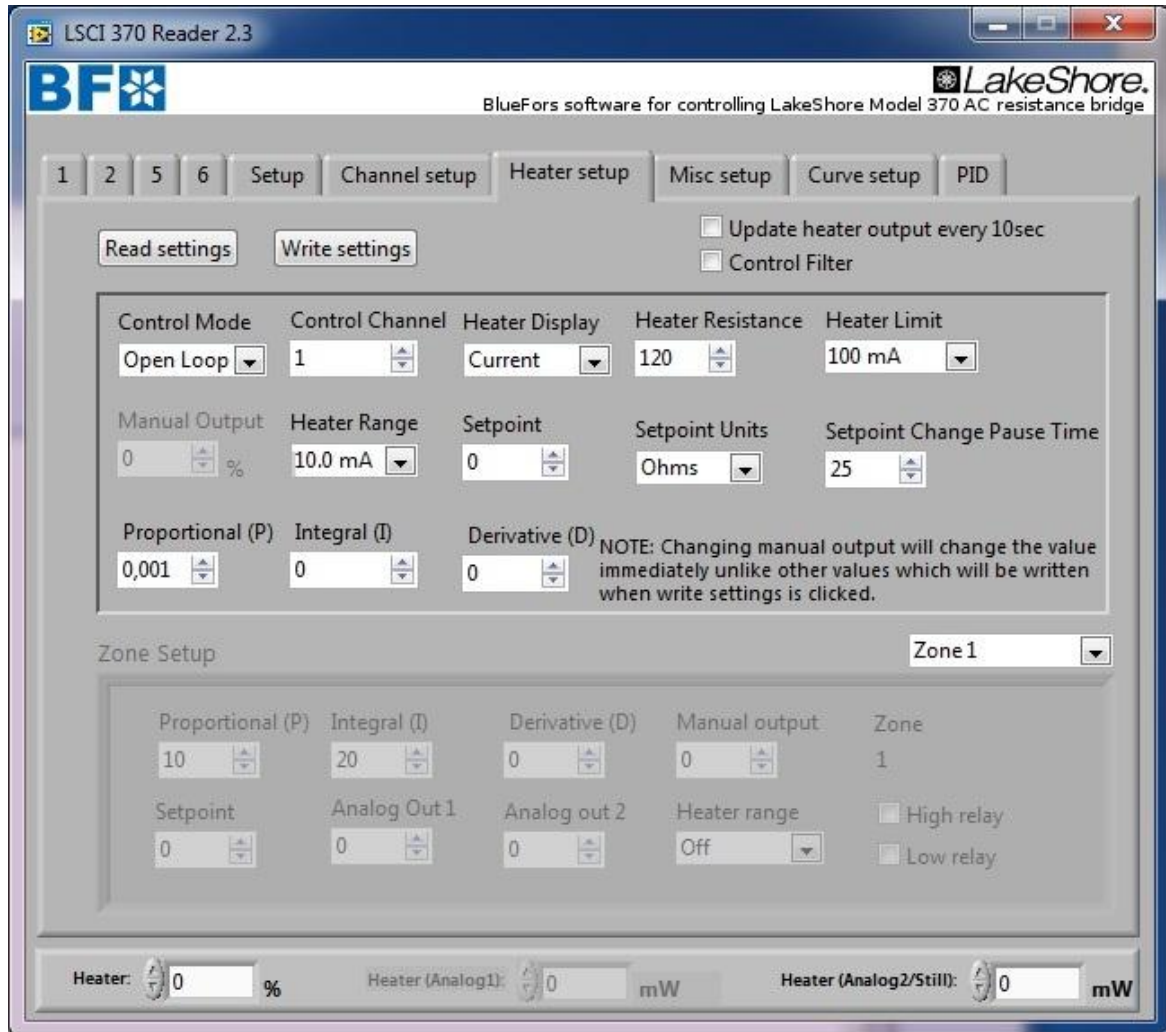 LSCI 370 Reader 2.3
BF
LakeShore.
BlueFors software for controlling LakeShore Model 370 AC resistance bridge
1 2 5 6 Setup Channel setup Heater setup Misc setup Curve setup PID
Read settings Write settings
Update heater output every 10sec
Control Filter
Control Mode Control Channel Heater Display Heater Resistance Heater Limit
Open Loop 1 Current 120 100 mA
Manual Output Heater Range Setpoint Setpoint Units Setpoint Change Pause Time
0 % 10.0 mA 0 Ohms 25
Proportional (P) Integral (I) Derivative (D)
0,001 0 0
NOTE: Changing manual output will change the value
immediately unlike other values which will be written
when write settings is clicked.
Zone Setup Zone 1
Proportional (P) Integral (I) Derivative (D) Manual output Zone
10 20 0 0 1
Setpoint Analog Out 1 Analog out 2 Heater range High relay
0 0 0 Off Low relay
Heater: 0 % Heater (Analog1): 0 mW Heater (Analog2/Still): 0 mW